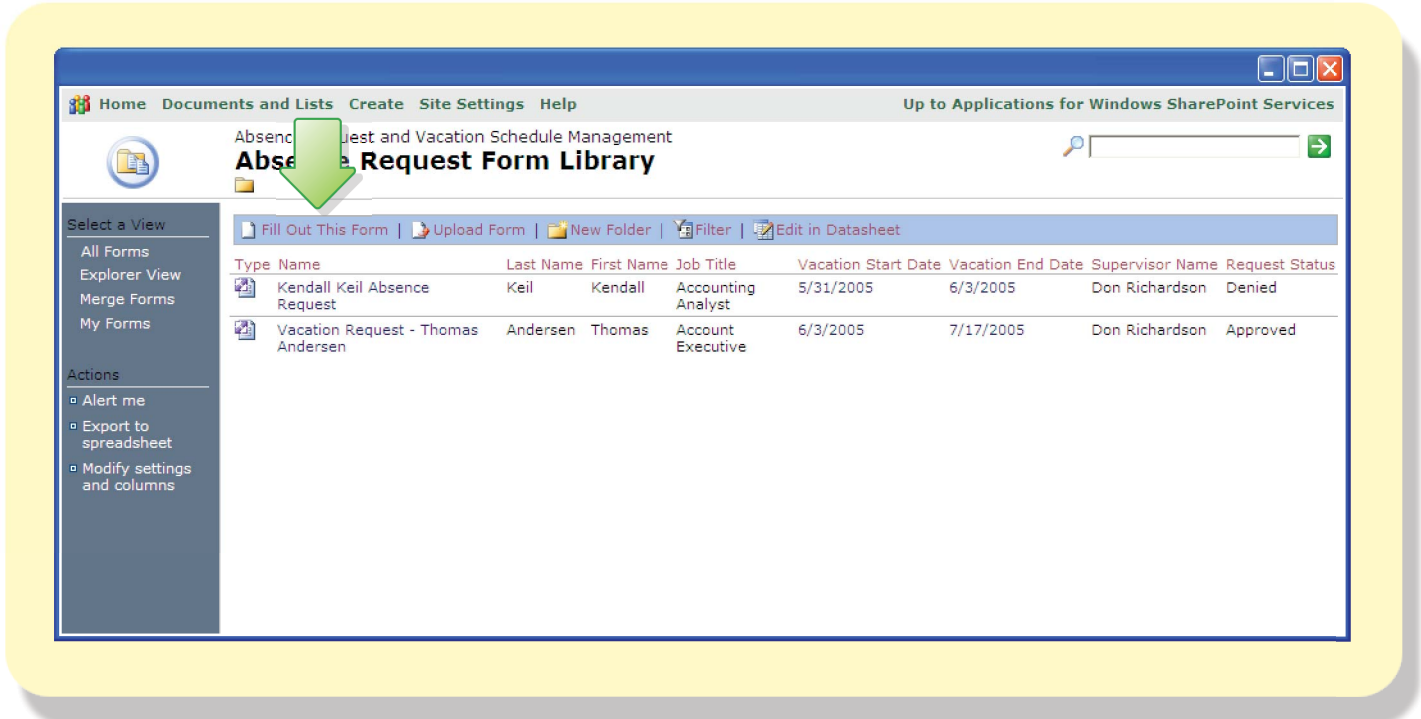 Home Documents and Lists Create Site Settings Help Up to Applications for Windows SharePoint Services
Absenc uest and Vacation Schedule Management
Abse e Request Form Library
Select a View
All Forms
Explorer View
Merge Forms
My Forms
Actions
Alert me
Export to
spreadsheet
Modify settings
and columns
Fill Out This Form | Upload Form | New Folder | Filter | Edit in Datasheet
Type Name Last Name First Name Job Title Vacation Start Date Vacation End Date Supervisor Name Request Status
Kendall Keil Absence Keil Kendall Accounting 5/31/2005 6/3/2005 Don Richardson Denied
Request Analyst
Vacation Request - Thomas Andersen Thomas Account 6/3/2005 7/17/2005 Don Richardson Approved
Andersen Executive